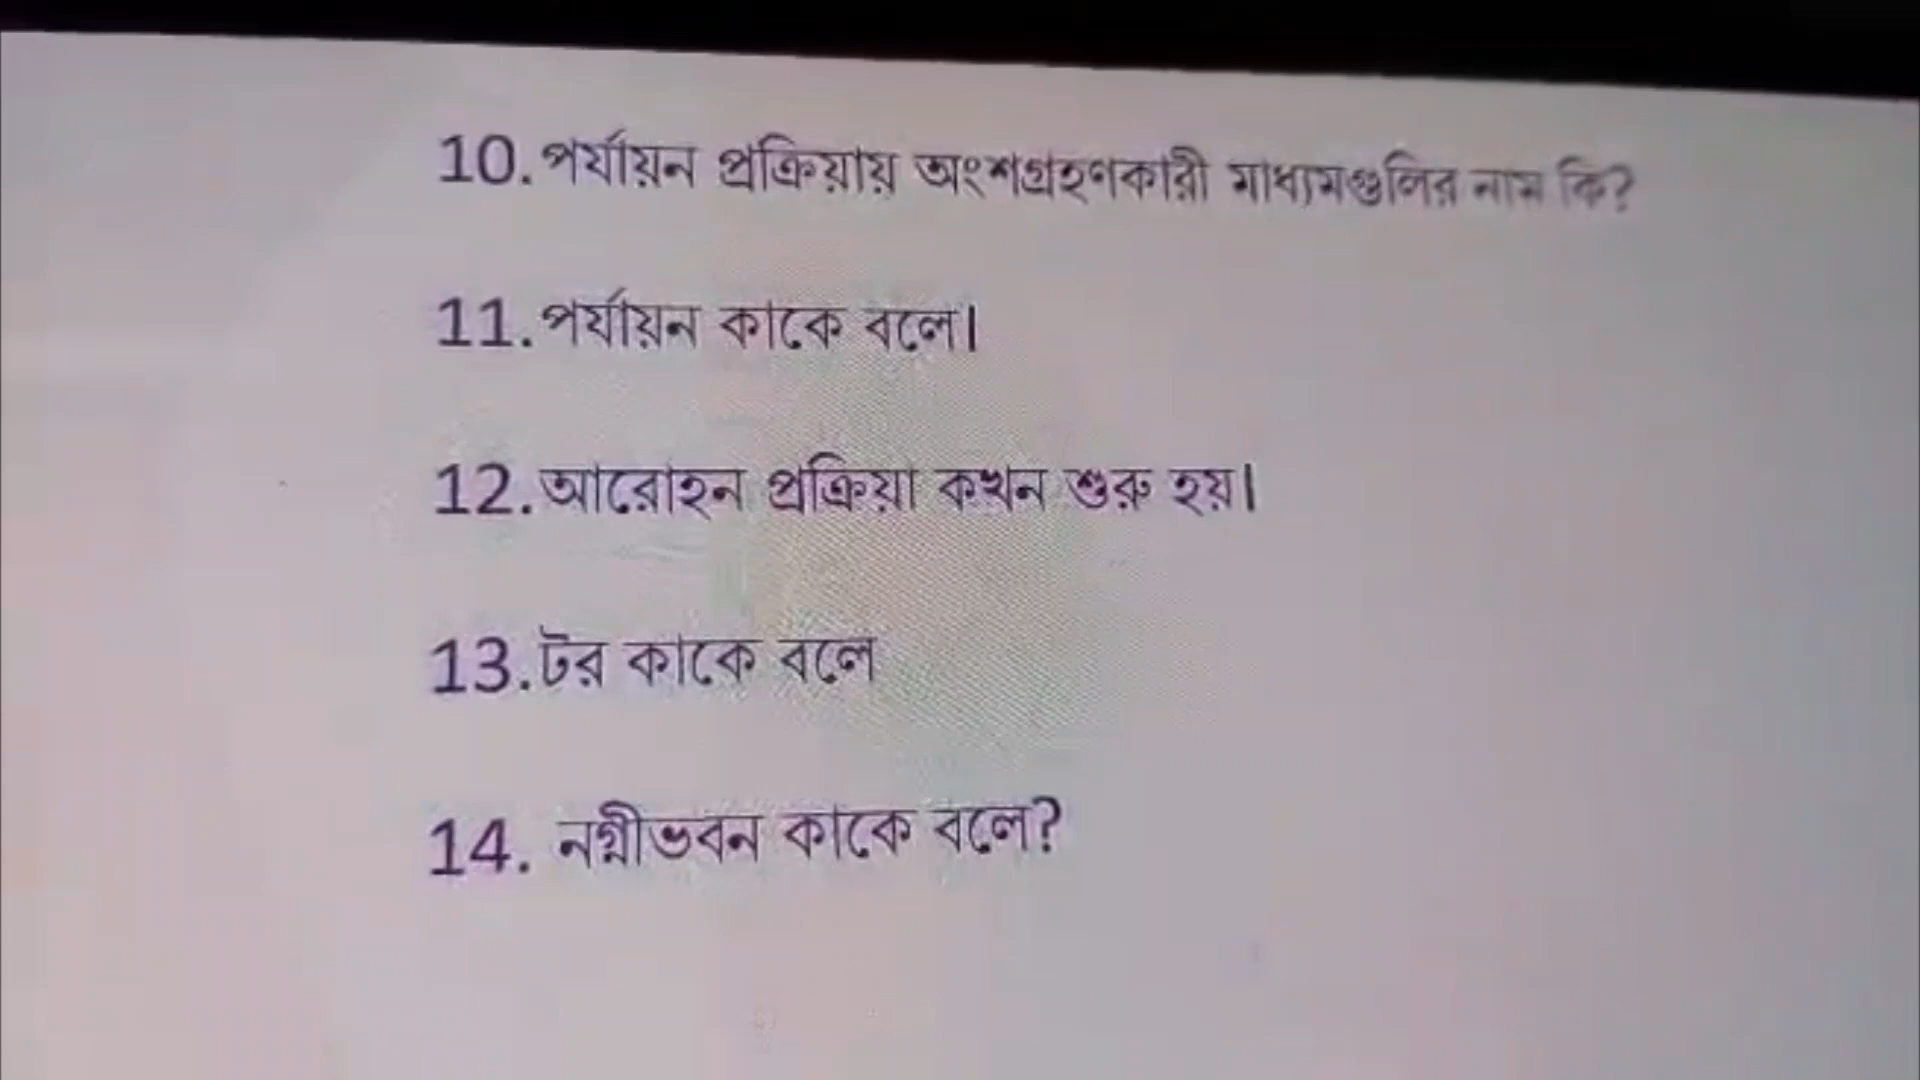 10. পর্যায়ন প্রক্রিয়ায় অংশগ্রহণকারী মাধ্যমগুলির নাম কি?
11. পর্যায়ন কাকে বলে।
12. আরোহন প্রক্রিয়া কখন শুরু হয়।
13. টর কাকে বলে
14. নগ্নীভবন কাকে বলে?